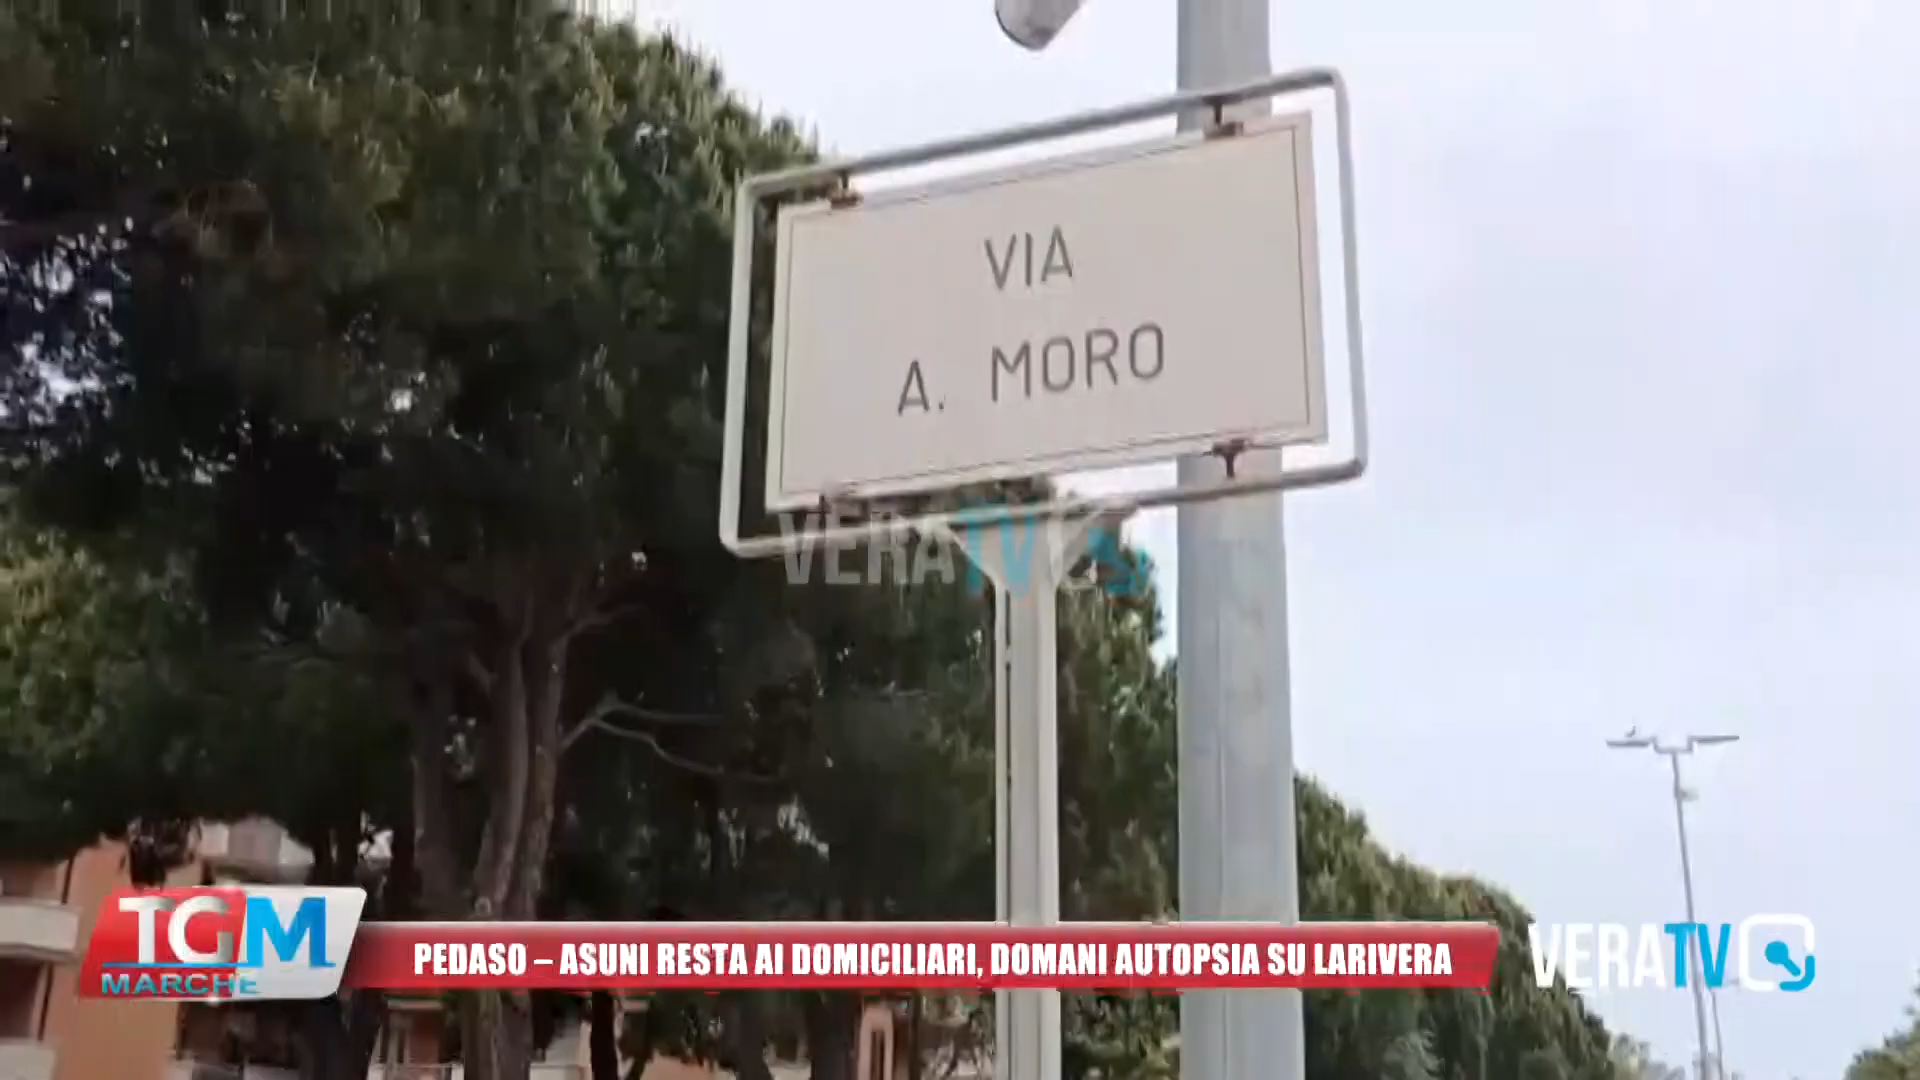 VIA
A. MORO
VERATV
TGM
MARCHE
PEDASO – ASUNI RESTA AI DOMICILIARI, DOMANI AUTOPSIA SU LARIVERA
VERATV